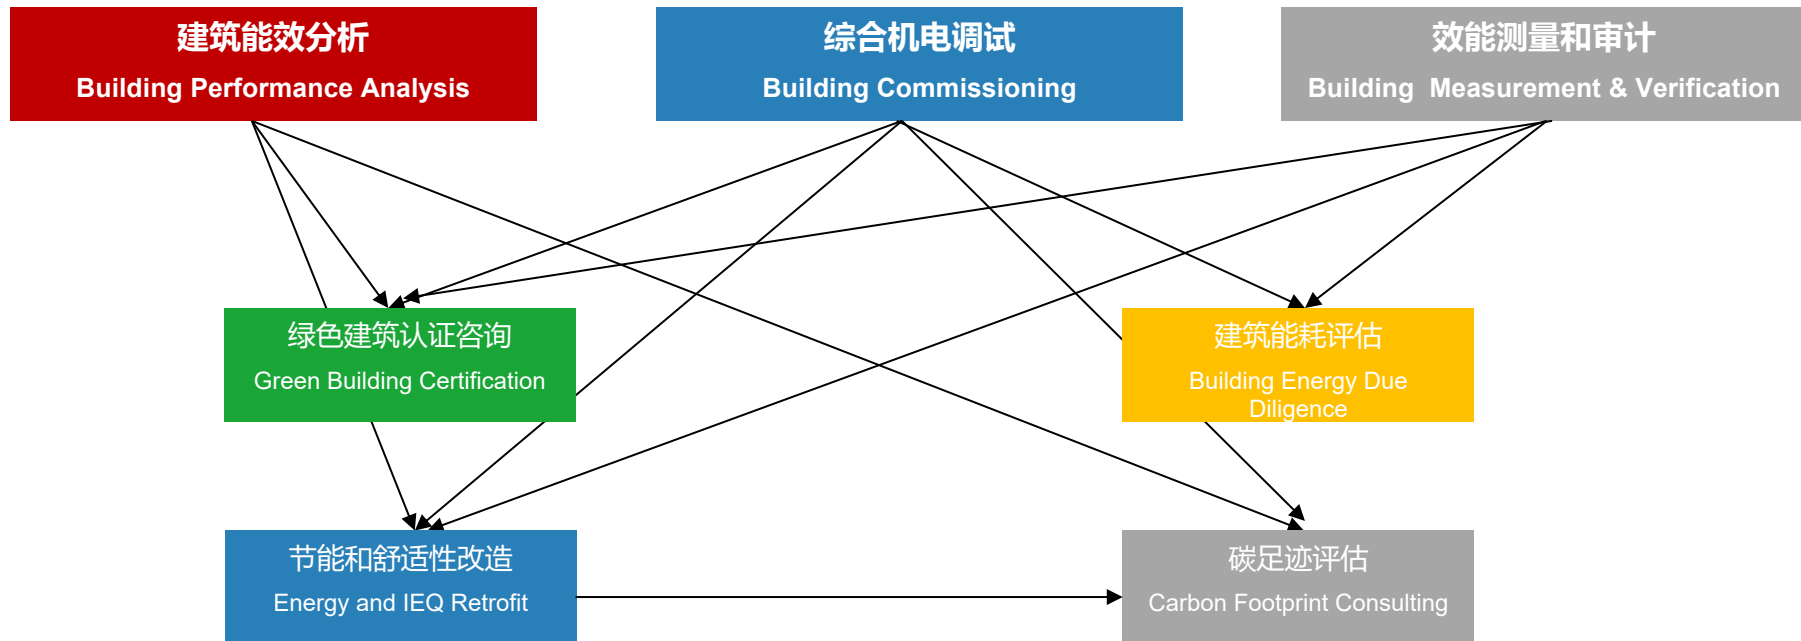 建筑能效分析
Building Performance Analysis
综合机电调试
Building Commissioning
效能测量和审计
Building  Measurement & Verification
绿色建筑认证咨询
Green Building Certification
建筑能耗评估
Building Energy Due
Diligence
节能和舒适性改造
Energy and IEQ Retrofit
碳足迹评估
Carbon Footprint Consulting